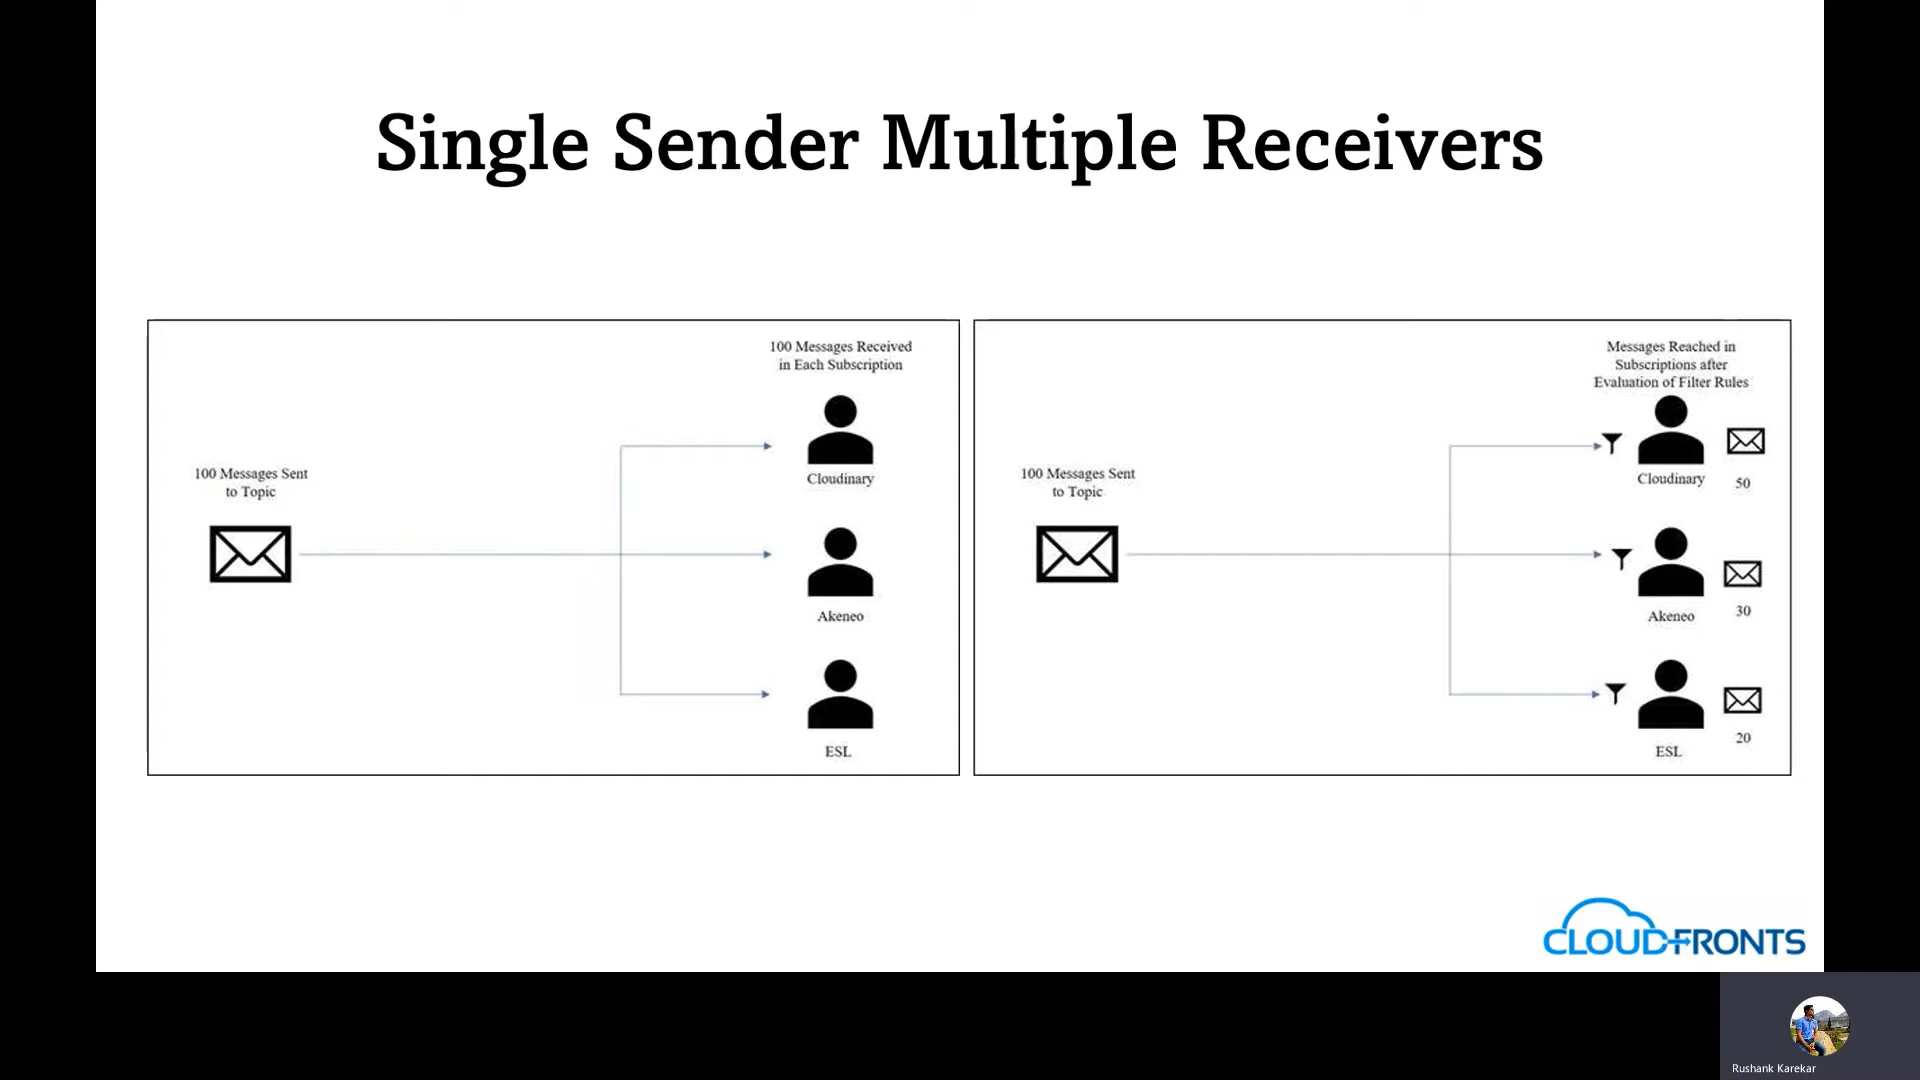 Single Sender Multiple Receivers
100 Messages Received
in Each Subscription
100 Messages Sent
to Topic
Cloudinary
Akeneo
ESL
Messages Reached in
Subscriptions after
Evaluation of Filter Rules
100 Messages Sent
to Topic
Cloudinary
50
Akeneo
30
ESL
20
CLOUDFRONTS
Rushank Karekar